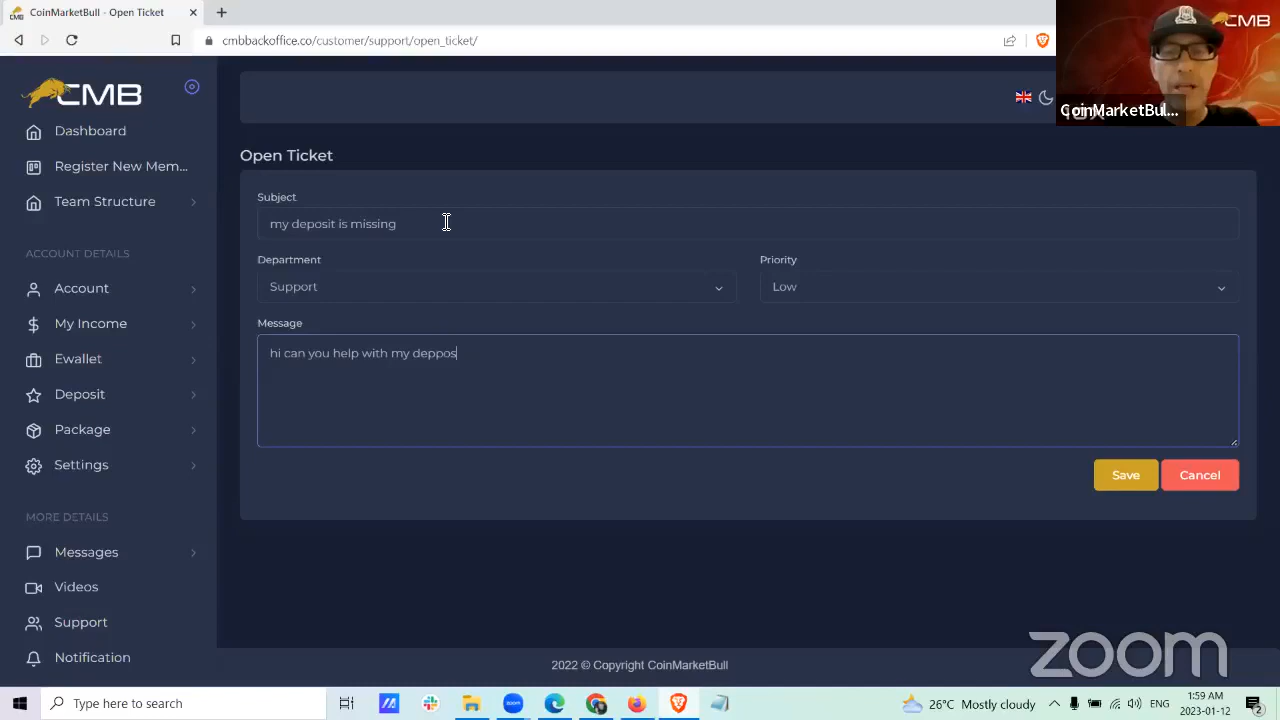 CoinMarketBull - Open Ticket
cmbbackoffice.co/customer/support/open_ticket/
CMB
CoinMarketBul...
CMB
Dashboard
Register New Mem...
Team Structure
ACCOUNT DETAILS
Account
My Income
Ewallet
Deposit
Package
Settings
MORE DETAILS
Messages
Videos
Support
Notification
Open Ticket
Subject
my deposit is missing
Department
Priority
Support
Low
Message
hi can you help with my deppos
Save
Cancel
2022 © Copyright CoinMarketBull
zoom
Type here to search
zoom
26°C Mostly cloudy
ENG
1:59 AM
2023-01-12
2